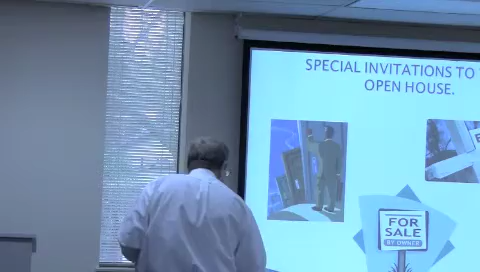 SPECIAL INVITATIONS TO
OPEN HOUSE.
FOR
SALE
BY OWNER